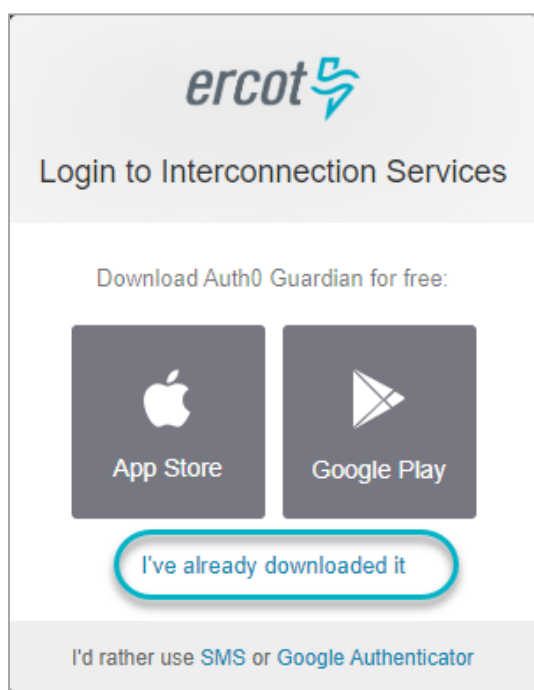 ercot
Login to Interconnection Services
Download Auth0 Guardian for free:
App Store
Google Play
I've already downloaded it
I'd rather use SMS or Google Authenticator